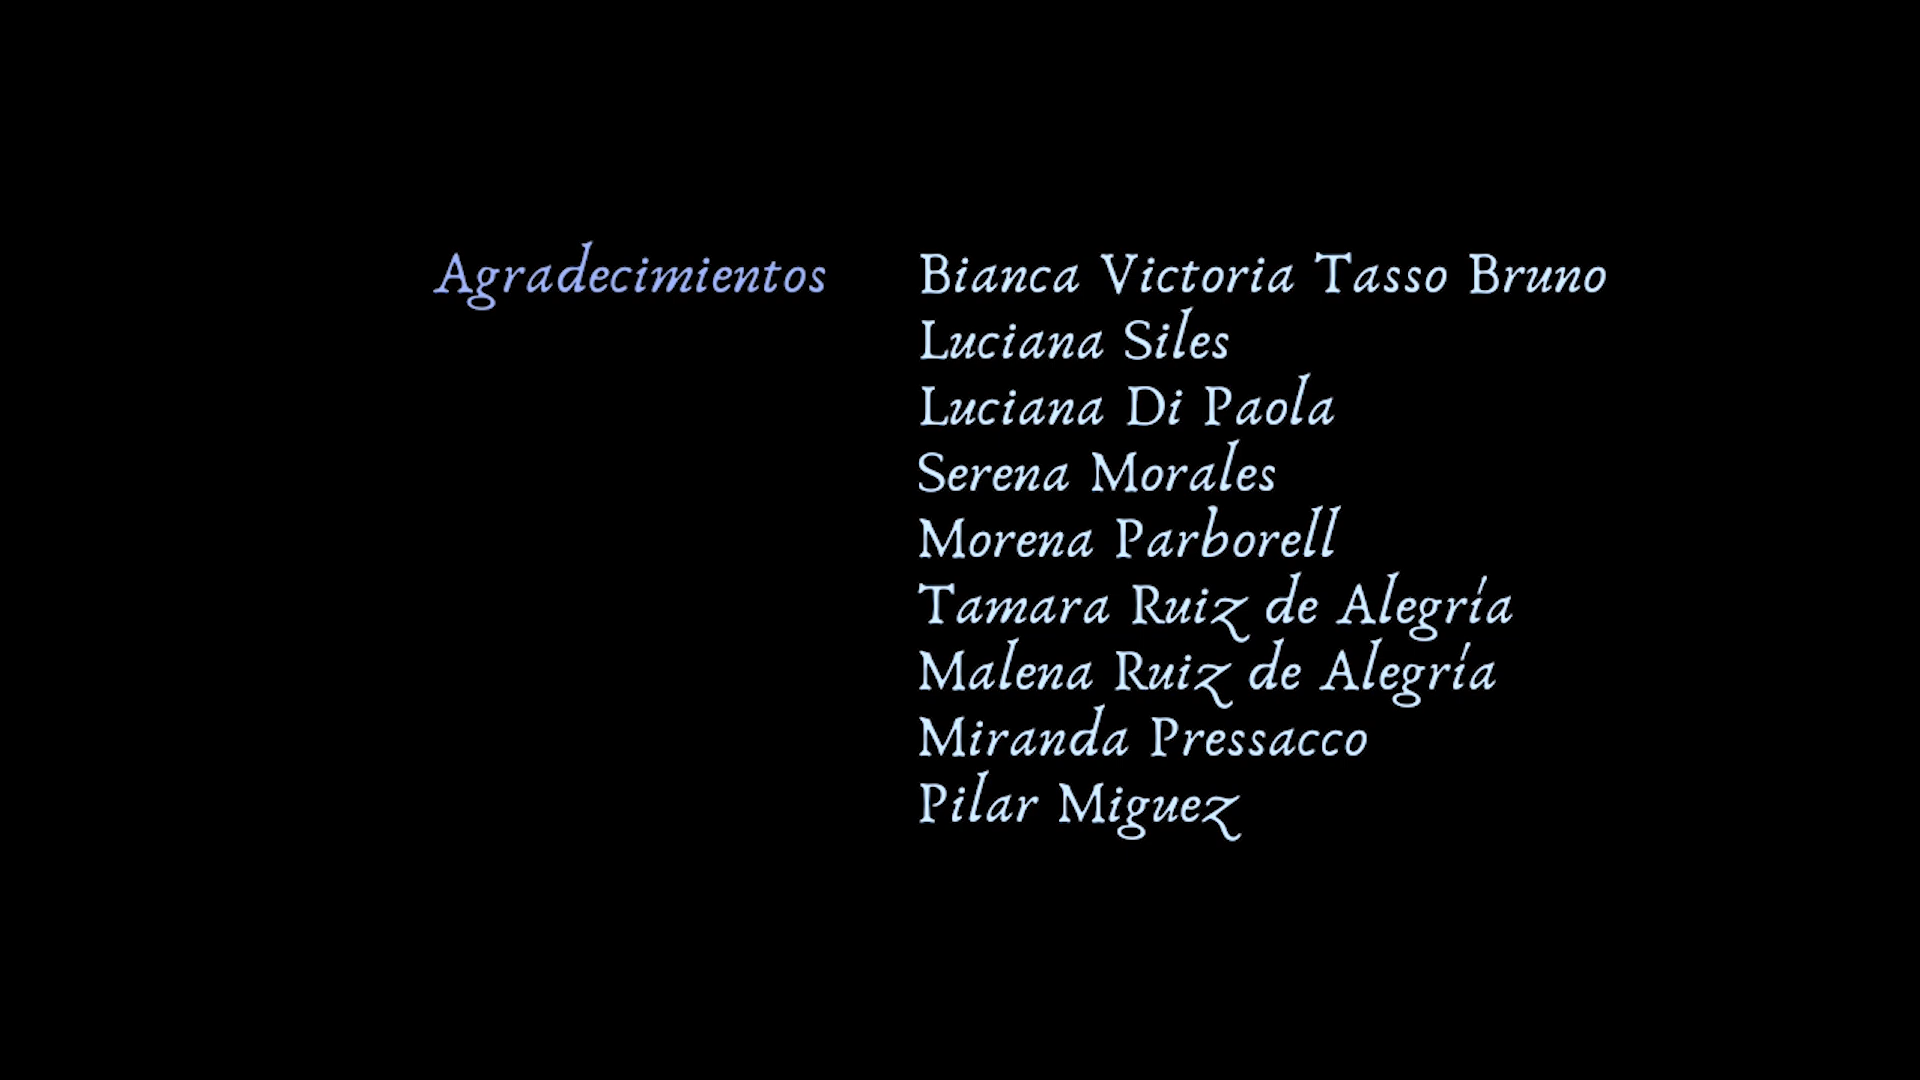 Agradecimientos Bianca Victoria Tasso Bruno
Luciana Siles
Luciana Di Paola
Serena Morales
Morena Parborell
Tamara Ruiz de Alegría
Malena Ruiz de Alegría
Miranda Pressacco
Pilar Miguez